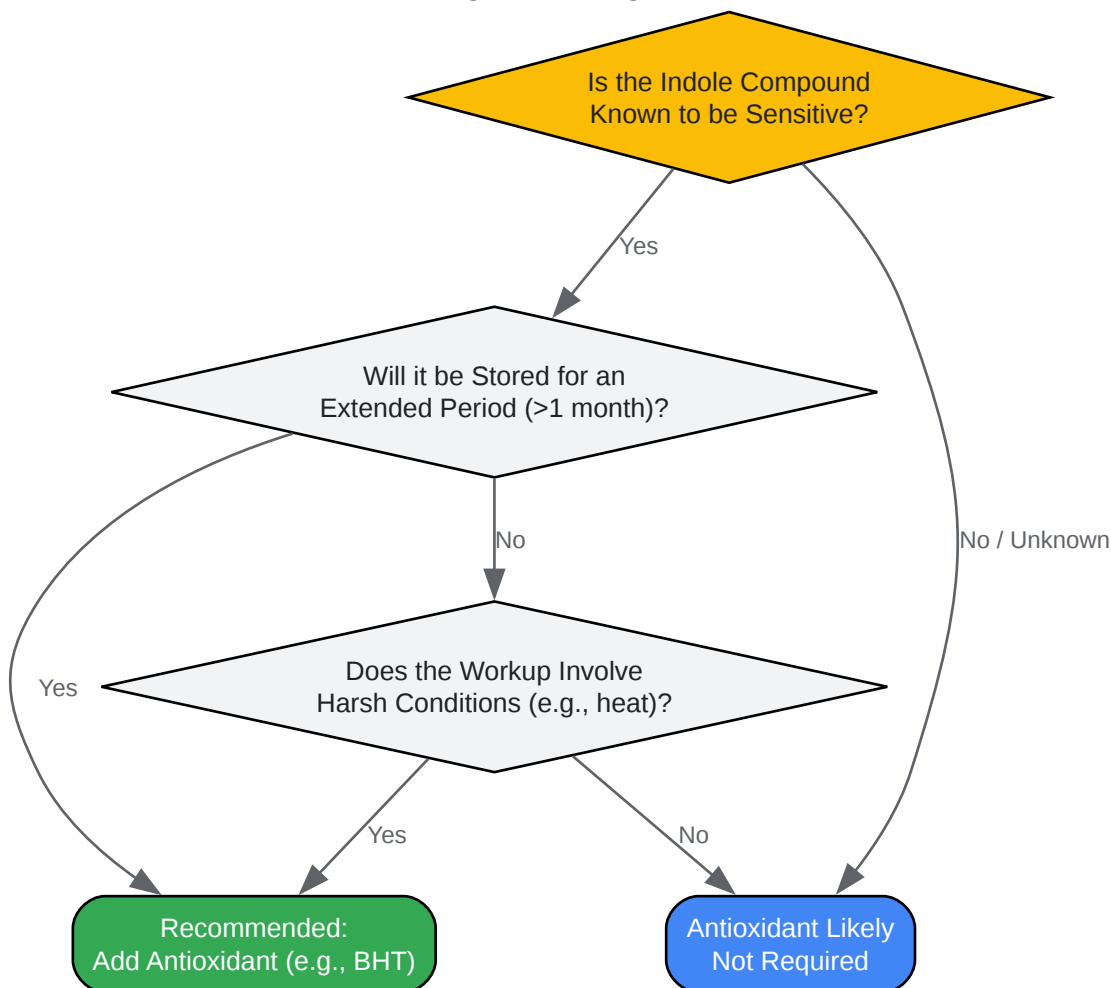 Is the Indole Compound
Known to be Sensitive?
Yes
Will it be Stored for an
Extended Period (>1 month)?
No
No / Unknown
Does the Workup Involve
Harsh Conditions (e.g., heat)?
Yes
Yes
No
Recommended:
Add Antioxidant (e.g., BHT)
Antioxidant Likely
Not Required